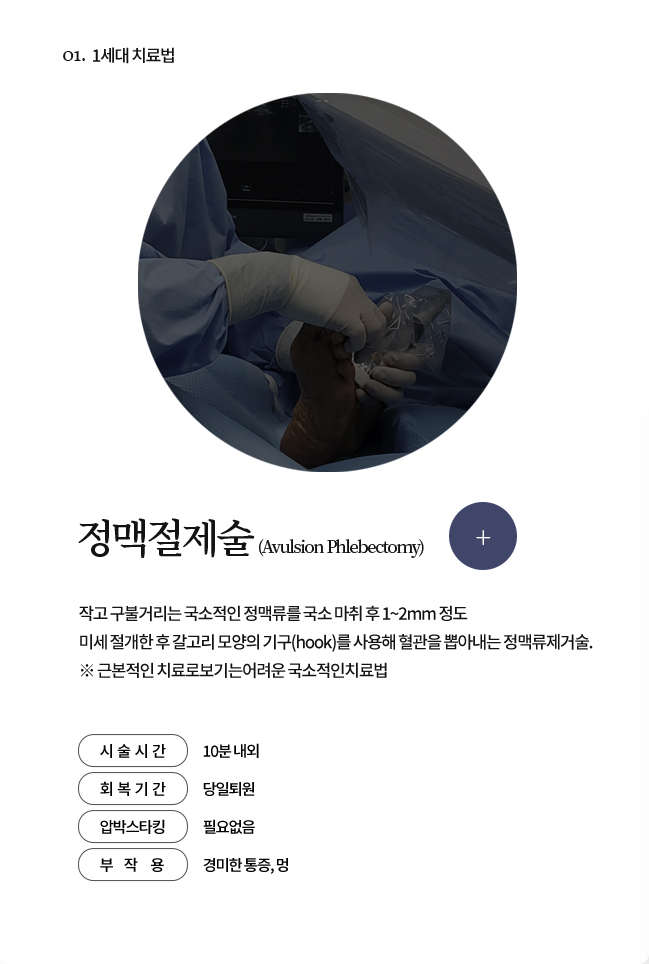 01. 1세대 치료법
정맥절제술 (Avulsion Phlebectomy)
+
작고 구불거리는 국소적인 정맥류를 국소 마취 후 1~2mm 정도
미세 절개한 후 갈고리 모양의 기구(hook)를 사용해 혈관을 뽑아내는 정맥류제거술.
※ 근본적인 치료로보기는어려운 국소적인치료법
시 술 시 간 10분 내외
회 복 기 간 당일퇴원
압박스타킹 필요없음
부 작 용 경미한 통증, 멍